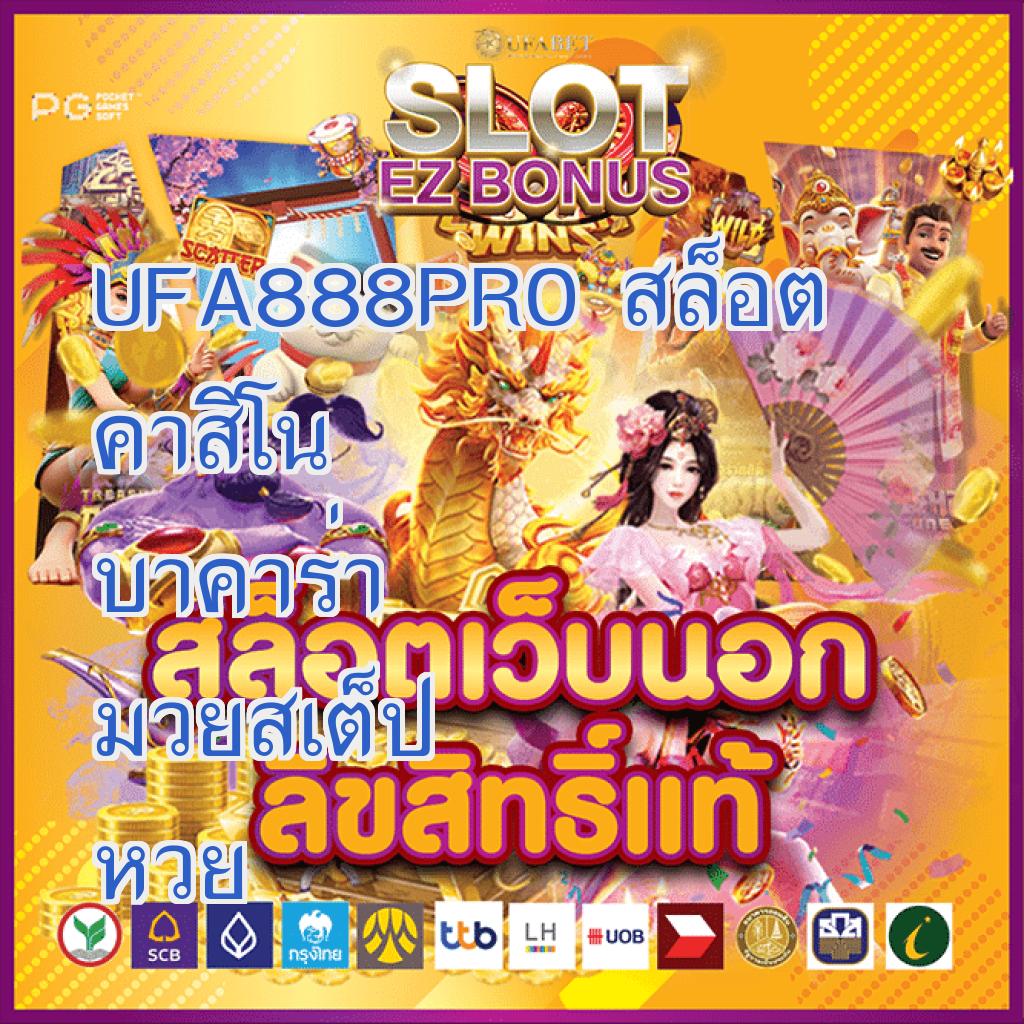 UFABET
SLOT
EZ BONUS
PG POCKET GAMES SOFT
WINS
SCATTER
WILD
UFA888PRO สล็อต
คาสิโน
บาคาร่า
สล็อตเว็บนอก
มวยสเต็ป
ลิขสิทธิ์แท้
หวย
SCB
กรุงไทย
ttb
LH
UOB